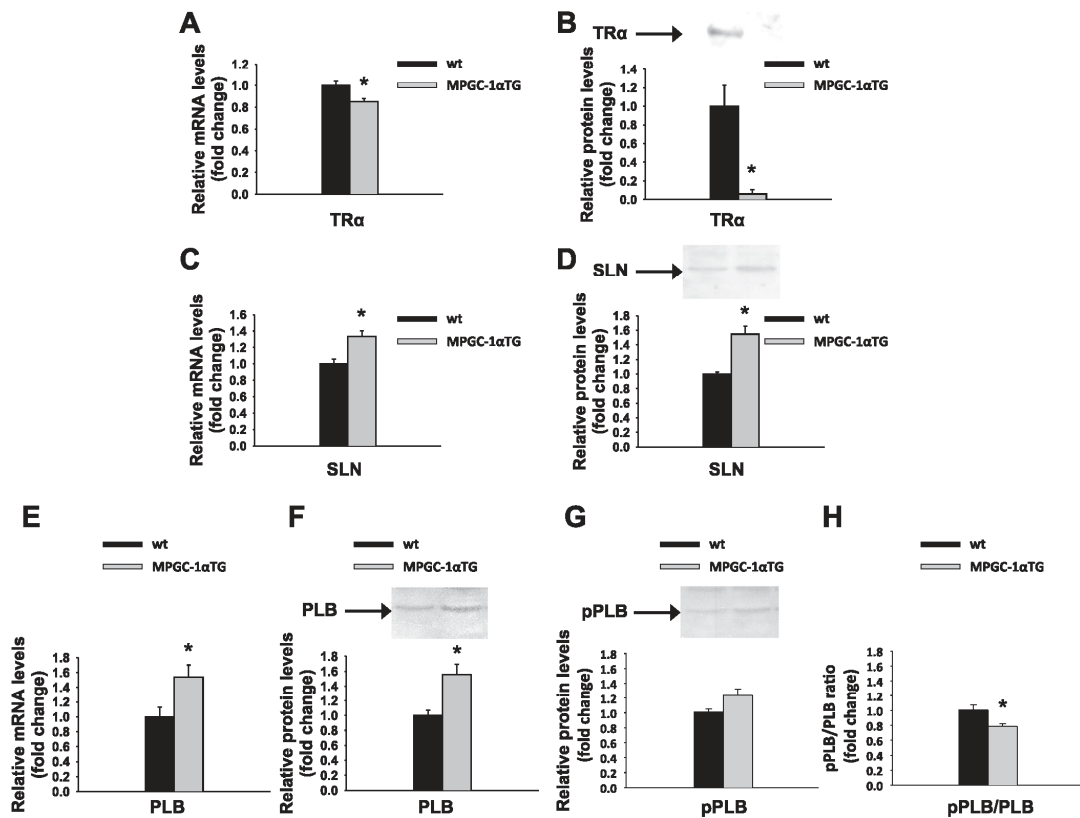 A
Relative mRNA levels
(fold change)
1.2
1.0
0.8
0.6
0.4
0.2
0.0
*
wt
MPGC-1αTG
TRα
B
TRα
Relative protein levels
(fold change)
1.4
1.2
1.0
0.8
0.6
0.4
0.2
0
*
wt
MPGC-1αTG
TRα
C
Relative mRNA levels
(fold change)
1.6
1.4
1.2
1.0
0.8
0.6
0.4
0.2
0.0
*
wt
MPGC-1αTG
SLN
D
SLN
Relative protein levels
(fold change)
1.8
1.6
1.4
1.2
1.0
0.8
0.6
0.4
0.2
0.0
*
wt
MPGC-1αTG
SLN
E
wt
MPGC-1αTG
Relative mRNA levels
(fold change)
1.8
1.6
1.4
1.2
1.0
0.8
0.6
0.4
0.2
0.0
*
PLB
F
wt
MPGC-1αTG
PLB
Relative protein levels
(fold change)
1.8
1.6
1.4
1.2
1.0
0.8
0.6
0.4
0.2
0.0
*
PLB
G
wt
MPGC-1αTG
pPLB
Relative protein levels
(fold change)
1.8
1.6
1.4
1.2
1.0
0.8
0.6
0.4
0.2
0.0
pPLB
H
wt
MPGC-1αTG
pPLB/PLB ratio
(fold change)
1.8
1.6
1.4
1.2
1.0
0.8
0.6
0.4
0.2
0.0
*
pPLB/PLB